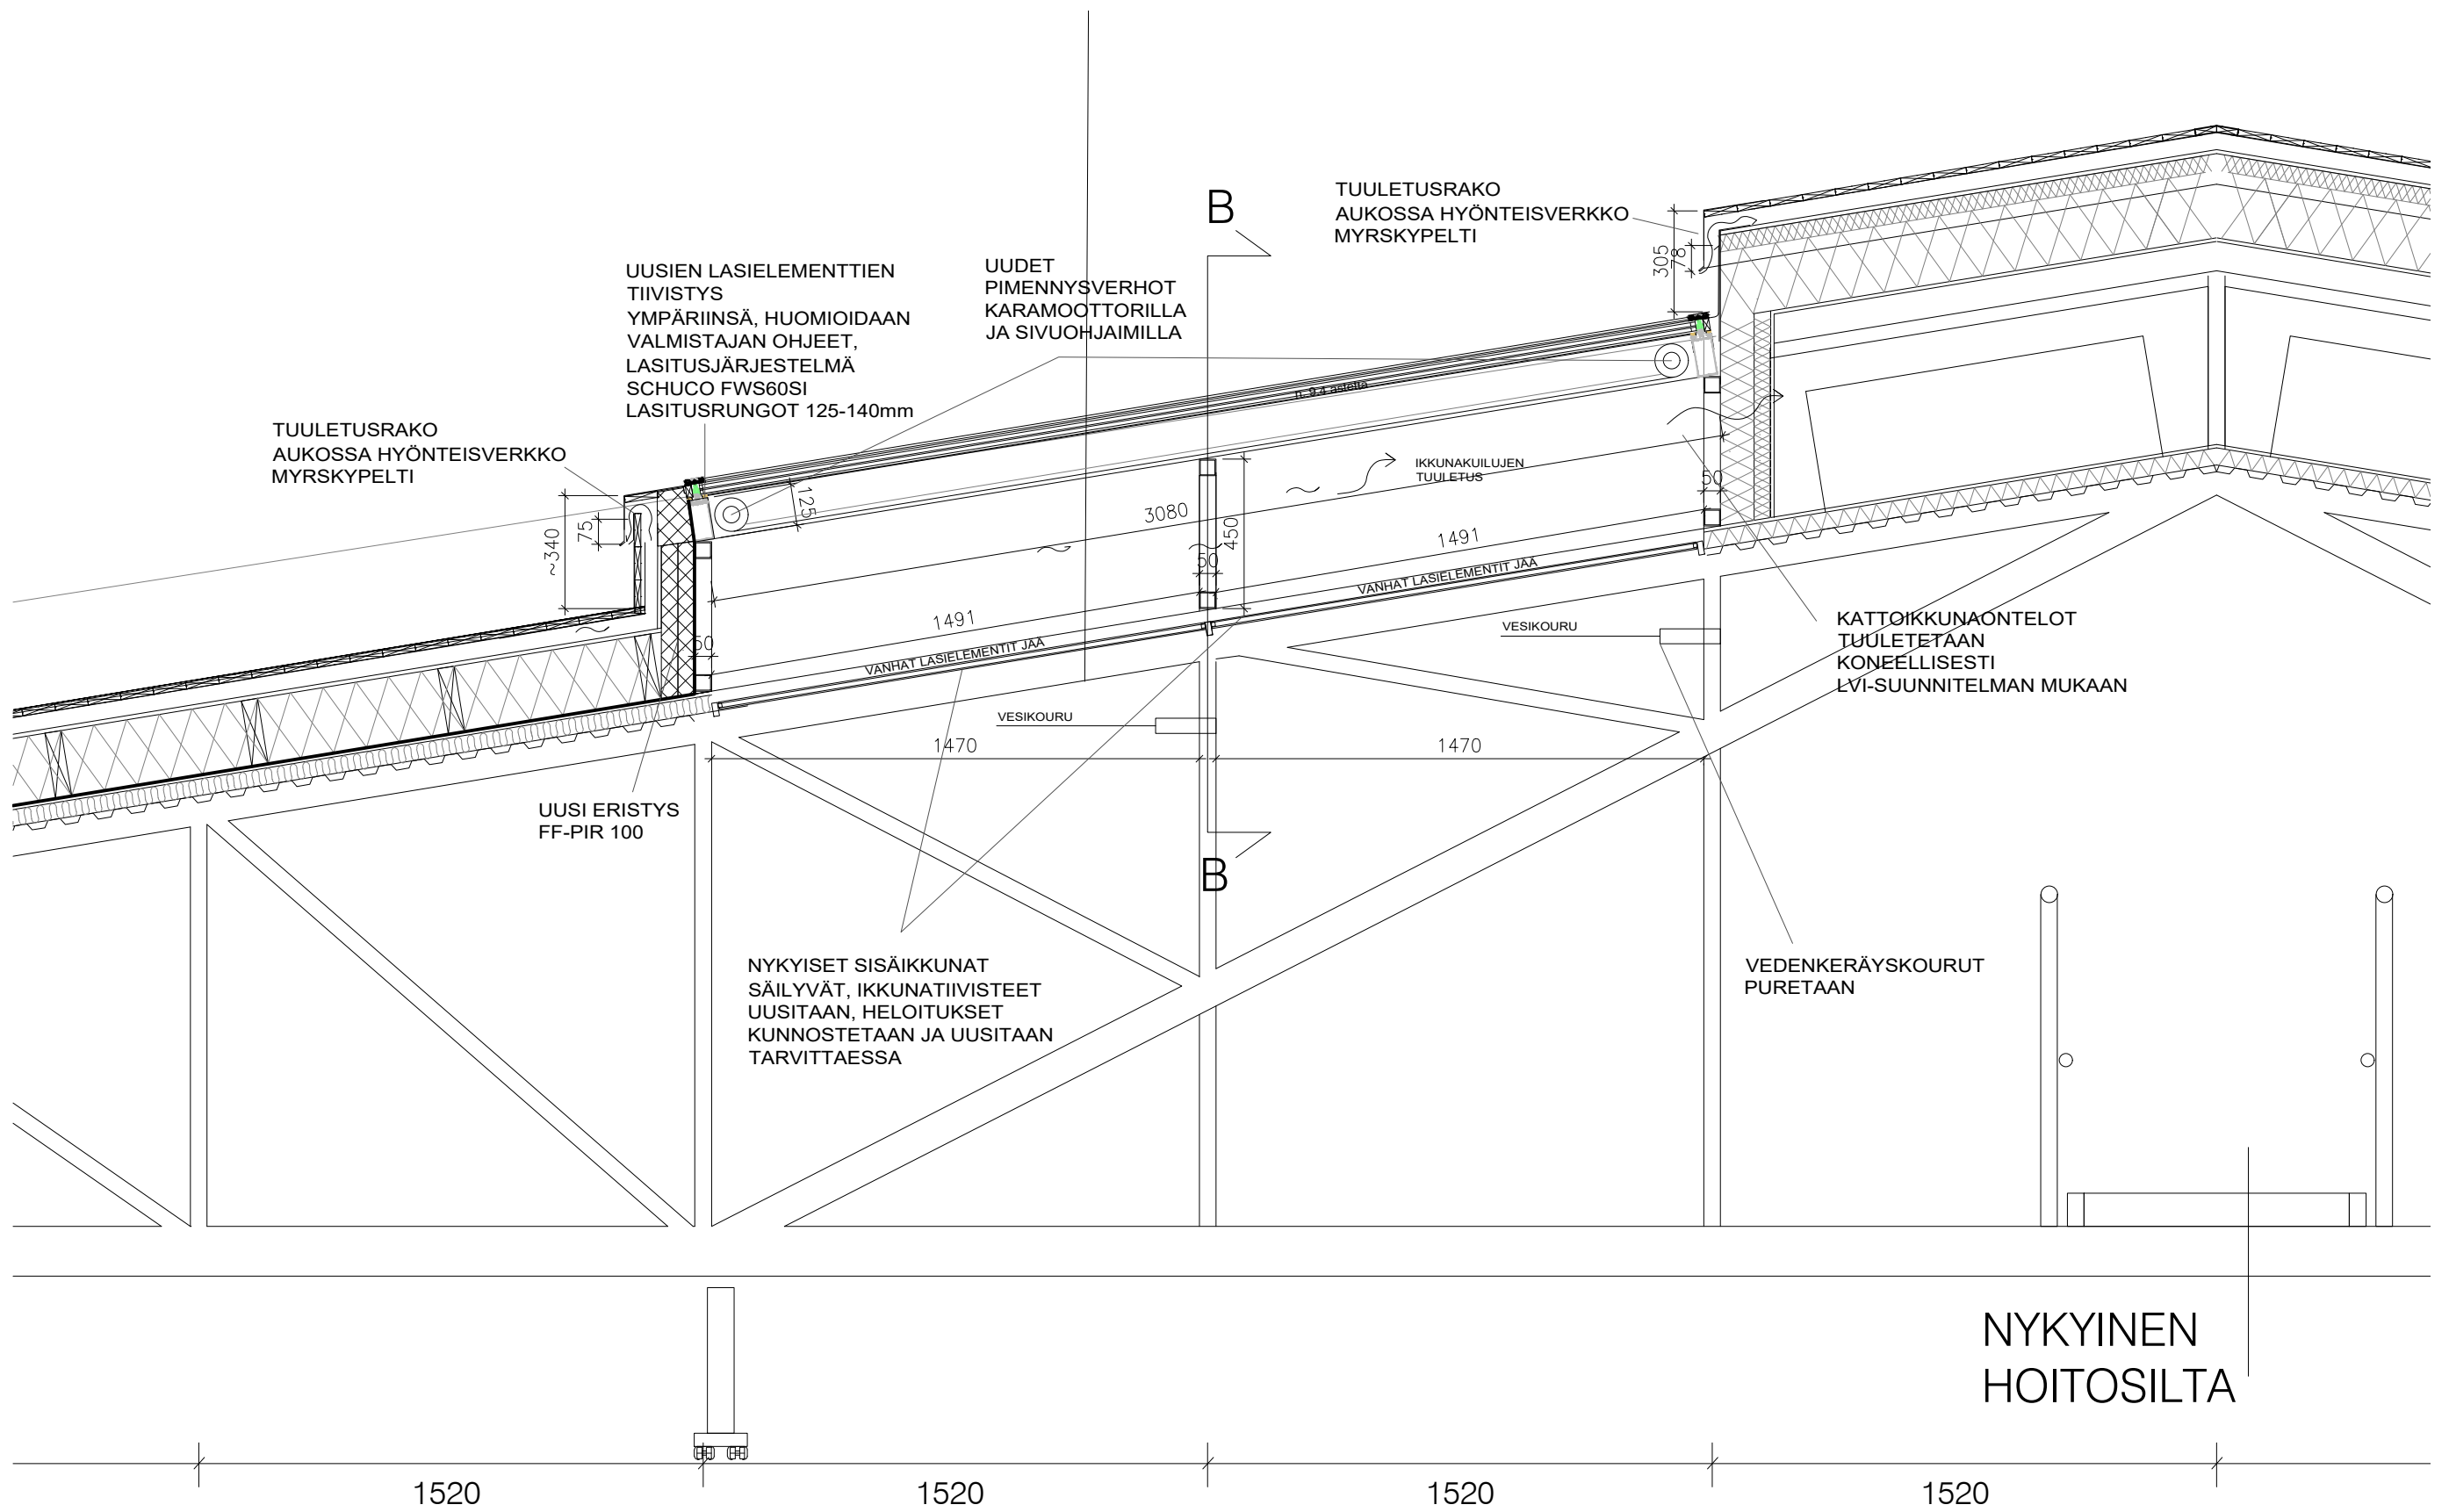 B
TUULETUSRAKO
AUKOSSA HYÖNTEISVERKKO
MYRSKYPELTI
305
78
UUSIEN LASIELEMENTTIEN
TIIVISTYS
YMPÄRIINSÄ, HUOMIOIDAAN
VALMISTAJAN OHJEET,
LASITUSJÄRJESTELMÄ
SCHUCO FWS60SI
LASITUSRUNGOT 125-140mm
UUDET
PIMENNYSVERHOT
KARAMOOTTORILLA
JA SIVUOHJAIMILLA
n. 9.4 astetta
TUULETUSRAKO
AUKOSSA HYÖNTEISVERKKO
MYRSKYPELTI
~340
75
125
IKKUNAKUILUJEN
TUULETUS
50
3080
450
1491
50
VANHAT LASIELEMENTIT JÄÄ
1491
50
VANHAT LASIELEMENTIT JÄÄ
VESIKOURU
KATTOIKKUNAONTELOT
TUULETETAAN
KONEELLISESTI
LVI-SUUNNITELMAN MUKAAN
VESIKOURU
1470
1470
UUSI ERISTYS
FF-PIR 100
B
NYKYISET SISÄIKKUNAT
SÄILYVÄT, IKKUNATIIVISTEET
UUSITAAN, HELOITUKSET
KUNNOSTETAAN JA UUSITAAN
TARVITTAESSA
VEDENKERÄYSKOURUT
PURETAAN
NYKYINEN
HOITOSILTA
1520
1520
1520
1520